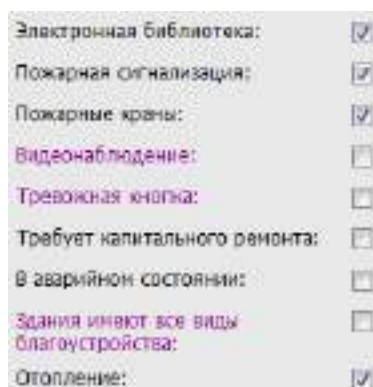 Электронная библиотека:
Пожарная сигнализация:
Пожарные краны:
Видеонаблюдение:
Тревожная кнопка:
Требует капитального ремонта:
В аварийном состоянии:
Здания имеют все виды
благоустройства:
Отопление: